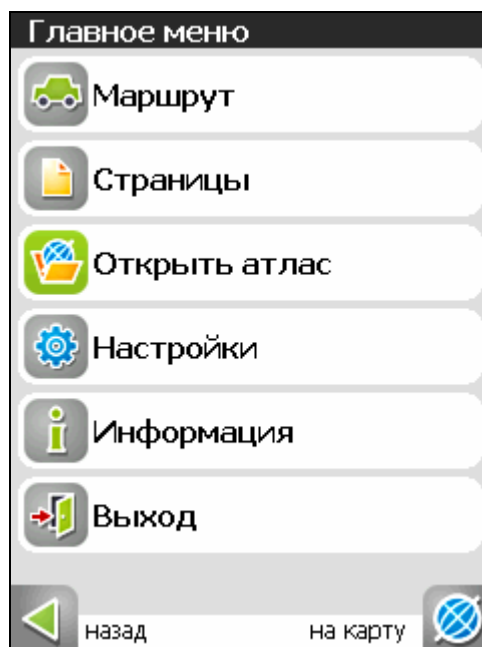 Главное меню
Маршрут
Страницы
Открыть атлас
Настройки
Информация
Выход
назад на карту